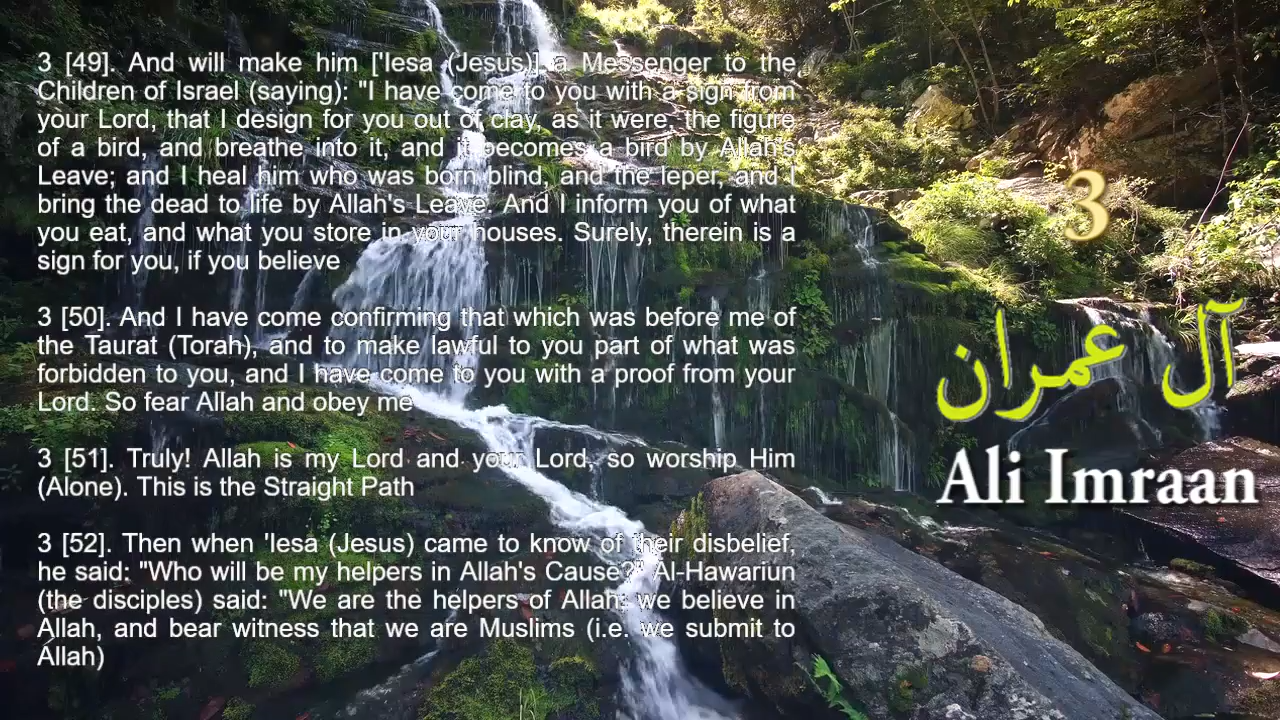 3 [49]. And will make him ['Iesa (Jesus)] a Messenger to the
Children of Israel (saying): "I have come to you with a sign from
your Lord, that I design for you out of clay, as it were, the figure
of a bird, and breathe into it, and it becomes a bird by Allah's
Leave; and I heal him who was born blind, and the leper, and I
bring the dead to life by Allah's Leave. And I inform you of what
you eat, and what you store in your houses. Surely, therein is a
sign for you, if you believe
3 [50]. And I have come confirming that which was before me of
the Taurat (Torah), and to make lawful to you part of what was
forbidden to you, and I have come to you with a proof from your
Lord. So fear Allah and obey me
3 [51]. Truly! Allah is my Lord and your Lord, so worship Him
(Alone). This is the Straight Path
3 [52]. Then when 'Iesa (Jesus) came to know of their disbelief,
he said: "Who will be my helpers in Allah's Cause?" Al-Hawariun
(the disciples) said: "We are the helpers of Allah; we believe in
Allah, and bear witness that we are Muslims (i.e. we submit to
Allah)
3
آل عمران
Ali Imraan